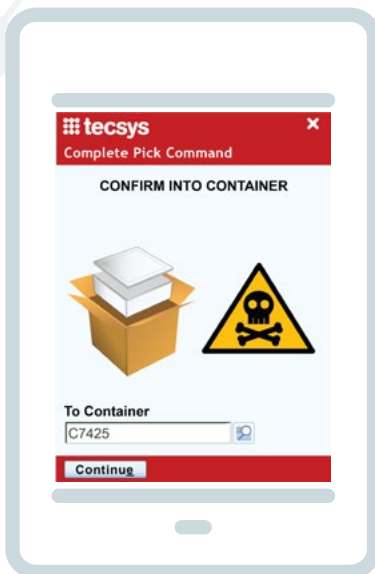 tecsys
Complete Pick Command
CONFIRM INTO CONTAINER
To Container
C7425
Continue